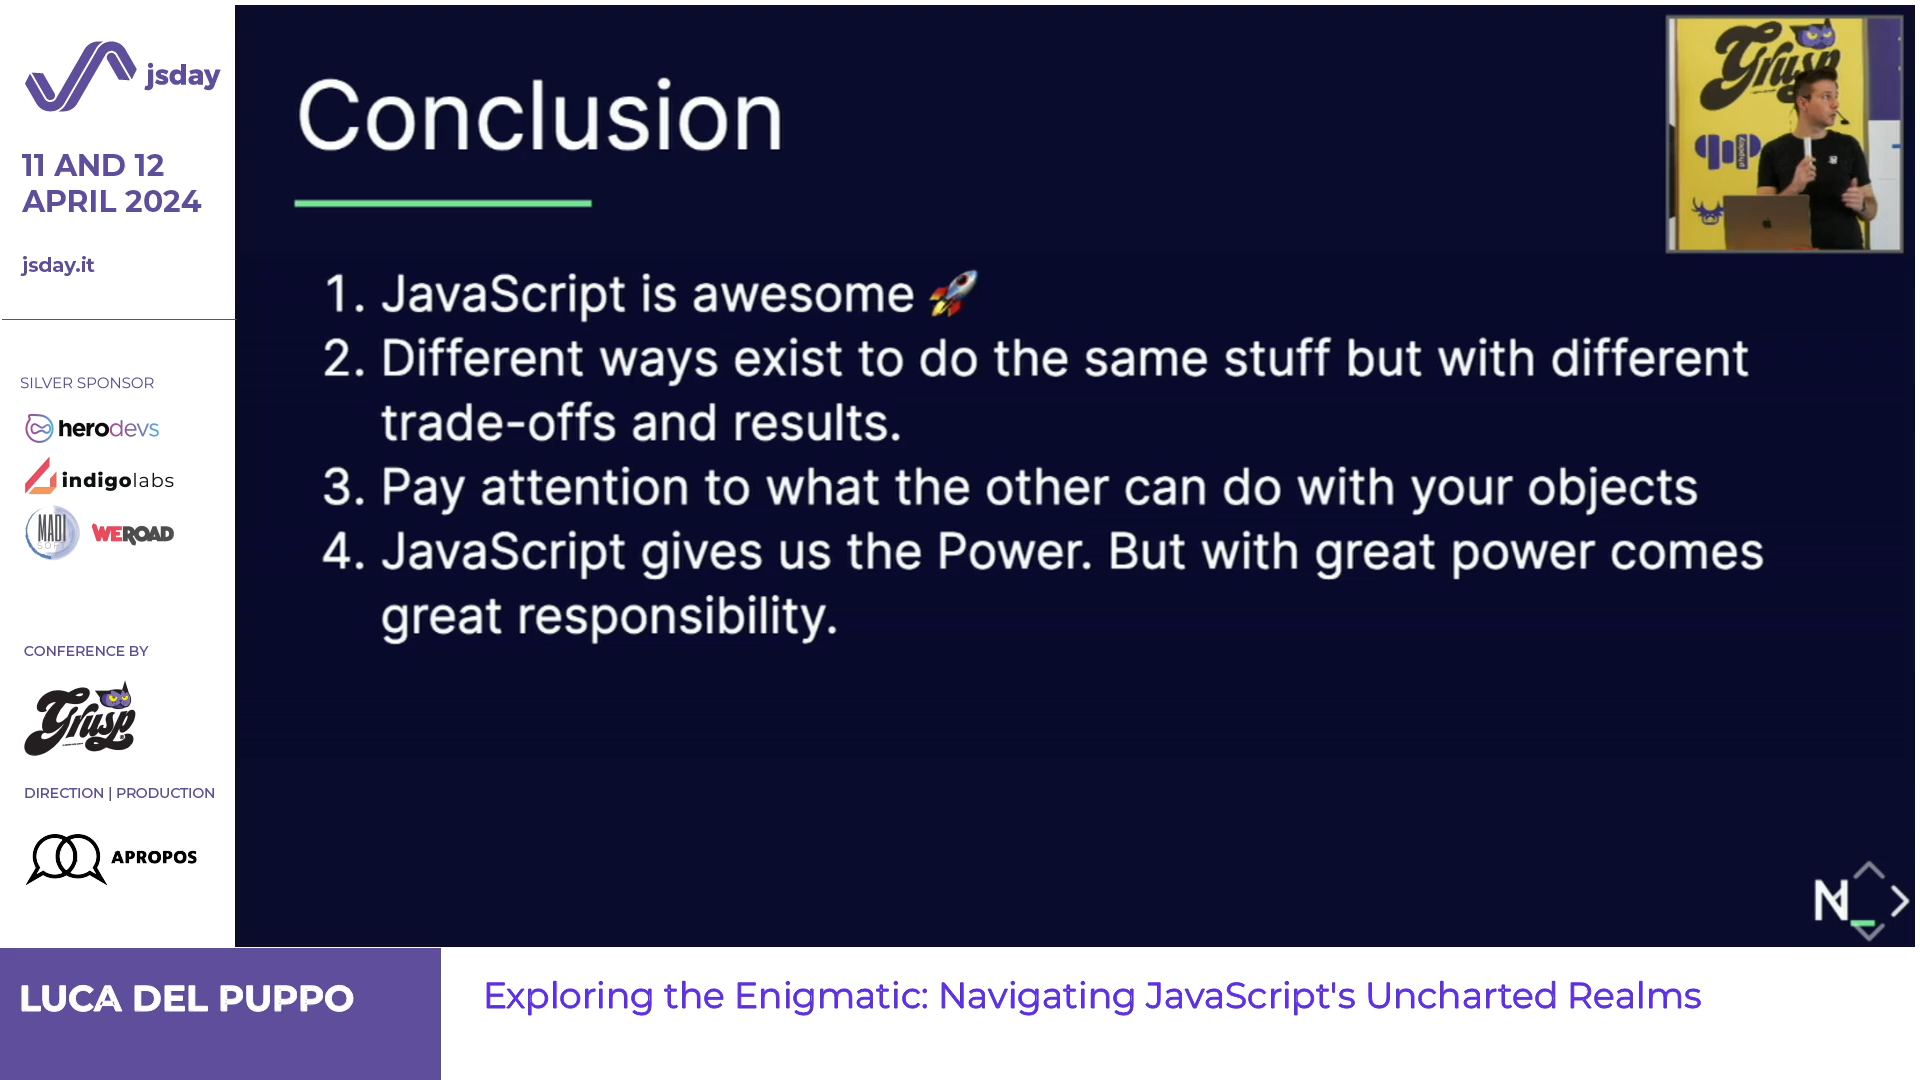 jsday
11 AND 12
APRIL 2024
jsday.it
SILVER SPONSOR
herodevs
indigolabs
MADI
SOFT
WEROAD
CONFERENCE BY
Grusp
DIRECTION | PRODUCTION
APROPOS
Conclusion
1. JavaScript is awesome 🚀
2. Different ways exist to do the same stuff but with different
trade-offs and results.
3. Pay attention to what the other can do with your objects
4. JavaScript gives us the Power. But with great power comes
great responsibility.
Grusp
phpday
N_
LUCA DEL PUPPO
Exploring the Enigmatic: Navigating JavaScript's Uncharted Realms